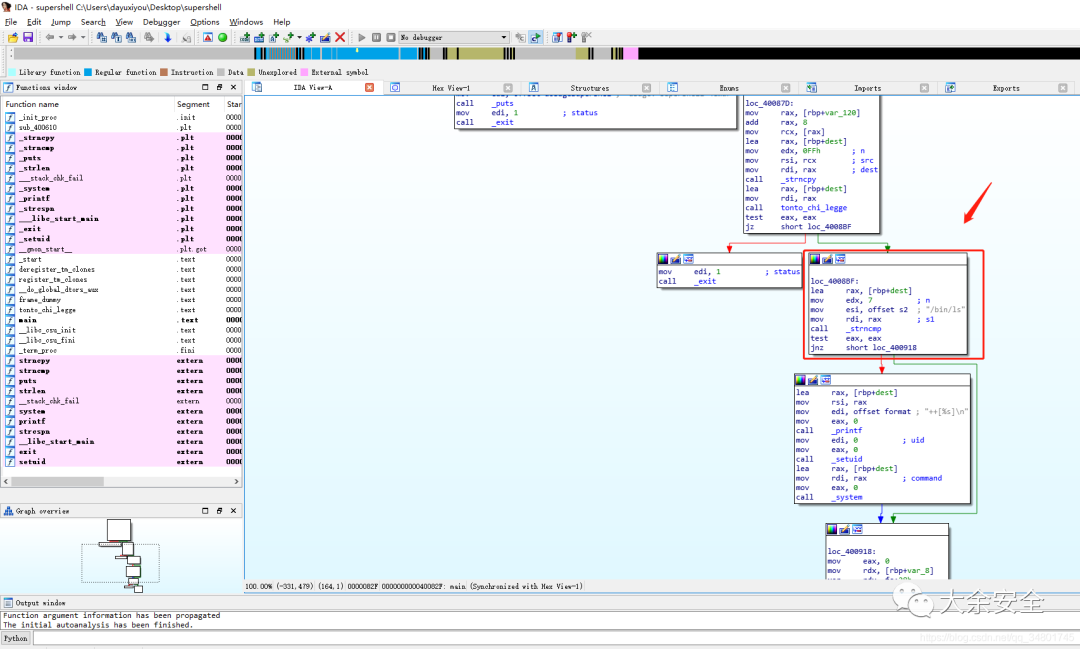 IDA - supershell C:\Users\dayuxiyou\Desktop\supershell
File Edit Jump Search View Debugger Options Windows Help
No debugger
Library function Regular function Instruction Data Unexplored External symbol
Functions window
IDA View-A Hex View-1 Structures Enums Imports Exports
Function name Segment Star
_init_proc .init 0000
sub_400610 .plt 0000
_strncpy .plt 0000
_strncmp .plt 0000
_puts .plt 0000
_strlen .plt 0000
___stack_chk_fail .plt 0000
_system .plt 0000
_printf .plt 0000
_strcspn .plt 0000
___libc_start_main .plt 0000
_exit .plt 0000
_setuid .plt 0000
__gmon_start__ .plt.got 0000
_start .text 0000
deregister_tm_clones .text 0000
register_tm_clones .text 0000
__do_global_dtors_aux .text 0000
frame_dummy .text 0000
tonto_chi_legge .text 0000
main .text 0000
__libc_csu_init .text 0000
__libc_csu_fini .text 0000
_term_proc .fini 0000
strncpy extern 0000
strncmp extern 0000
puts extern 0000
strlen extern 0000
__stack_chk_fail extern 0000
system extern 0000
printf extern 0000
strcspn extern 0000
__libc_start_main extern 0000
exit extern 0000
setuid extern 0000
Graph overview
call _puts
mov edi, 1 ; status
call _exit
loc_40087D:
mov rax, [rbp+var_120]
add rax, 8
mov rcx, [rax]
lea rax, [rbp+dest]
mov edx, 0FFh ; n
mov rsi, rcx ; src
mov rdi, rax ; dest
call _strncpy
lea rax, [rbp+dest]
mov rdi, rax
call tonto_chi_legge
test eax, eax
jz short loc_4008BF
mov edi, 1 ; status
call _exit
loc_4008BF:
lea rax, [rbp+dest]
mov edx, 7 ; n
mov esi, offset s2 ; "/bin/ls"
mov rdi, rax ; s1
call _strncmp
test eax, eax
jnz short loc_400918
lea rax, [rbp+dest]
mov rsi, rax
mov edi, offset format ; "++[%s]\n"
mov eax, 0
call _printf
mov edi, 0 ; uid
mov eax, 0
call _setuid
lea rax, [rbp+dest]
mov rdi, rax ; command
mov eax, 0
call _system
loc_400918:
mov eax, 0
mov rdx, [rbp+var_8]
100.00% (-331,479) (164,1) 0000082F 000000000040082F: main (Synchronized with Hex View-1)
Output window
Function argument information has been propagated
The initial autoanalysis has been finished.
Python
大余安全
https://blog.csdn.net/qq_34801745